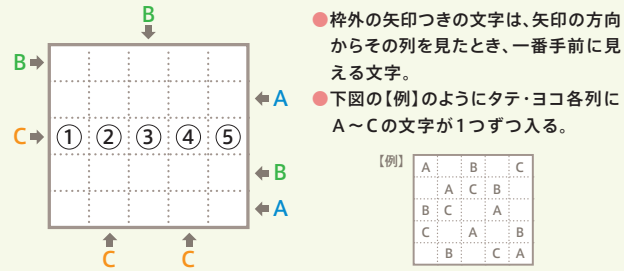 B
●枠外の矢印つきの文字は、矢印の方向
からその列を見たとき、一番手前に見
える文字。
●下図の【例】のようにタテ・ヨコ各列に
A～Cの文字が1つずつ入る。
B
A
C ① ② ③ ④ ⑤
B
A
C C
【例】
A B C
A C B
B C A
C A B
B C A